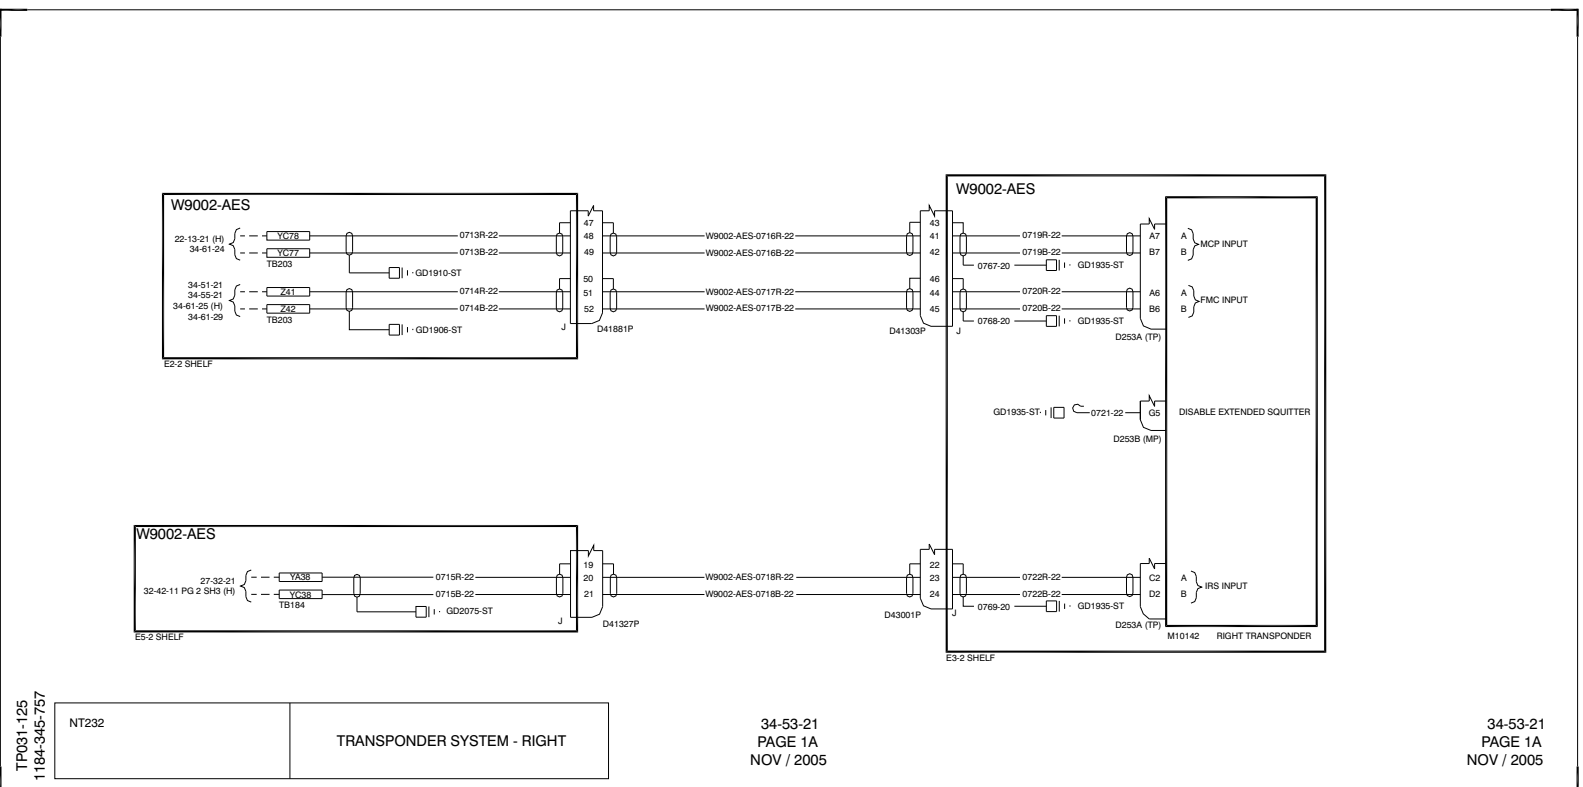 W9002-AES
22-13-21 (H)
34-61-24
YC78
YC77
TB203
0713R-22
0713B-22
GD1910-ST
34-51-21
34-55-21
34-61-25 (H)
34-61-29
Z41
Z42
TB203
0714R-22
0714B-22
GD1906-ST
E2-2 SHELF
47
48
49
50
51
52
J
D41881P
W9002-AES-0716R-22
W9002-AES-0716B-22
W9002-AES-0717R-22
W9002-AES-0717B-22
43
41
42
46
44
45
D41303P
J
W9002-AES
0719R-22
0719B-22
0767-20
GD1935-ST
0720R-22
0720B-22
0768-20
GD1935-ST
A7
B7
A6
B6
D253A (TP)
A
B
MCP INPUT
A
B
FMC INPUT
GD1935-ST
0721-22
G5
DISABLE EXTENDED SQUITTER
D253B (MP)
W9002-AES
27-32-21
32-42-11 PG 2 SH3 (H)
YA38
YC38
TB184
0715R-22
0715B-22
GD2075-ST
E5-2 SHELF
19
20
21
J
D41327P
W9002-AES-0718R-22
W9002-AES-0718B-22
22
23
24
D43001P
J
0722R-22
0722B-22
0769-20
GD1935-ST
C2
D2
D253A (TP)
A
B
IRS INPUT
M10142 RIGHT TRANSPONDER
E3-2 SHELF
TP031-125
1184-345-757
NT232
TRANSPONDER SYSTEM - RIGHT
34-53-21
PAGE 1A
NOV / 2005
34-53-21
PAGE 1A
NOV / 2005